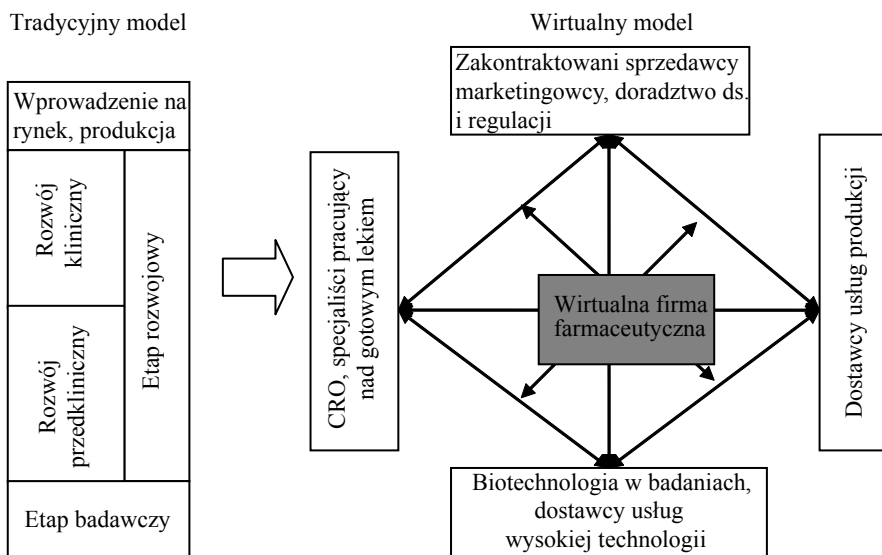 Tradycyjny model
Wprowadzenie na
rynek, produkcja
Rozwój
kliniczny
Rozwój
przedkliniczny
Etap rozwojowy
Etap badawczy
Wirtualny model
Zakontraktowani sprzedawcy
marketingowcy, doradztwo ds.
i regulacji
CRO, specjaliści pracujący
nad gotowym lekiem
Wirtualna firma
farmaceutyczna
Dostawcy usług produkcji
Biotechnologia w badaniach,
dostawcy usług
wysokiej technologii